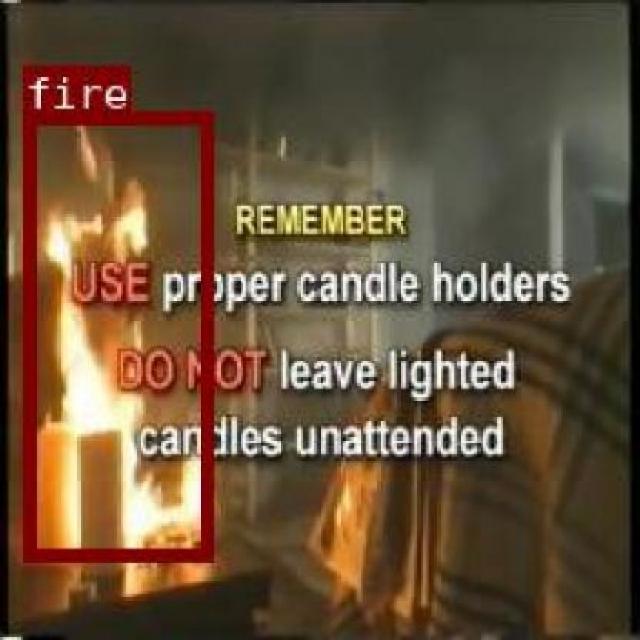 fire
REMEMBER
USE proper candle holders
DO NOT leave lighted
candles unattended